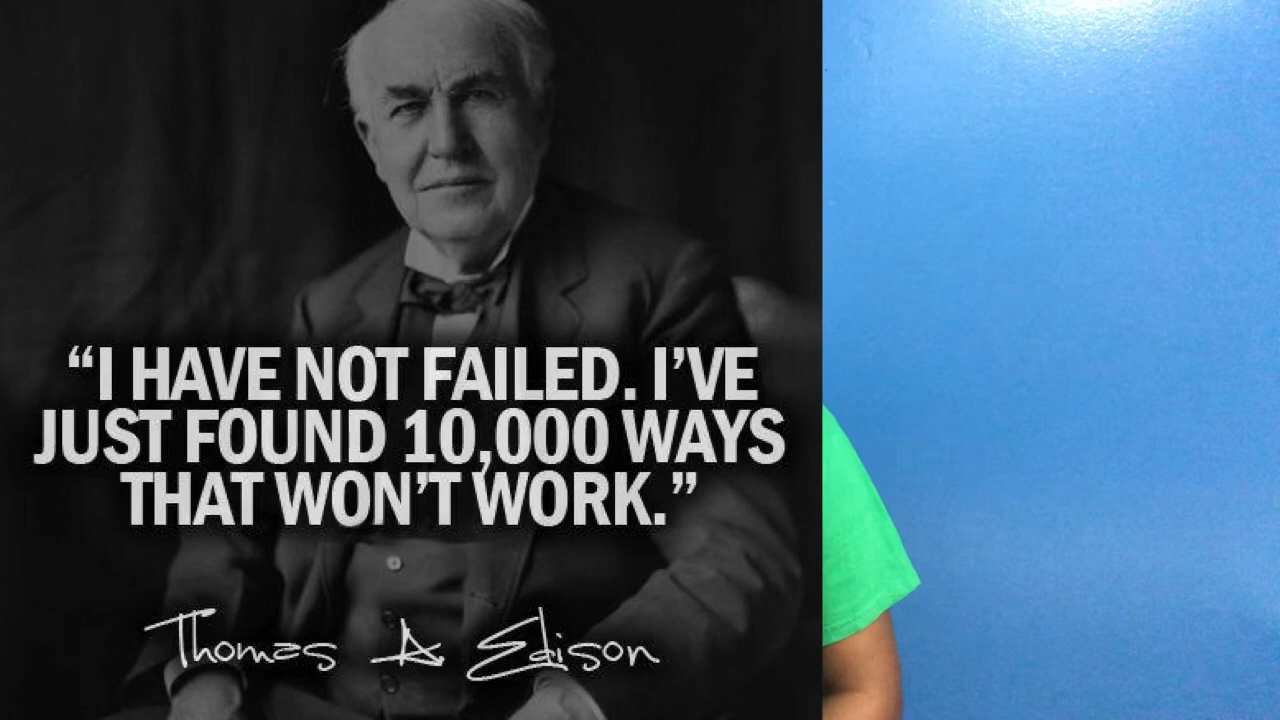 “I HAVE NOT FAILED. I’VE
JUST FOUND 10,000 WAYS
THAT WON’T WORK.”
Thomas A Edison